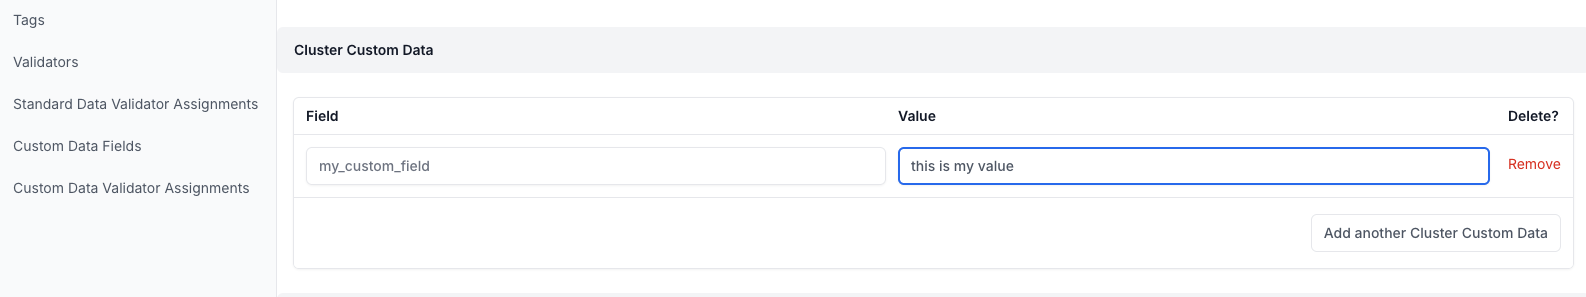 Tags
Validators
Standard Data Validator Assignments
Custom Data Fields
Custom Data Validator Assignments
Cluster Custom Data
Field Value Delete?
my_custom_field this is my value Remove
Add another Cluster Custom Data